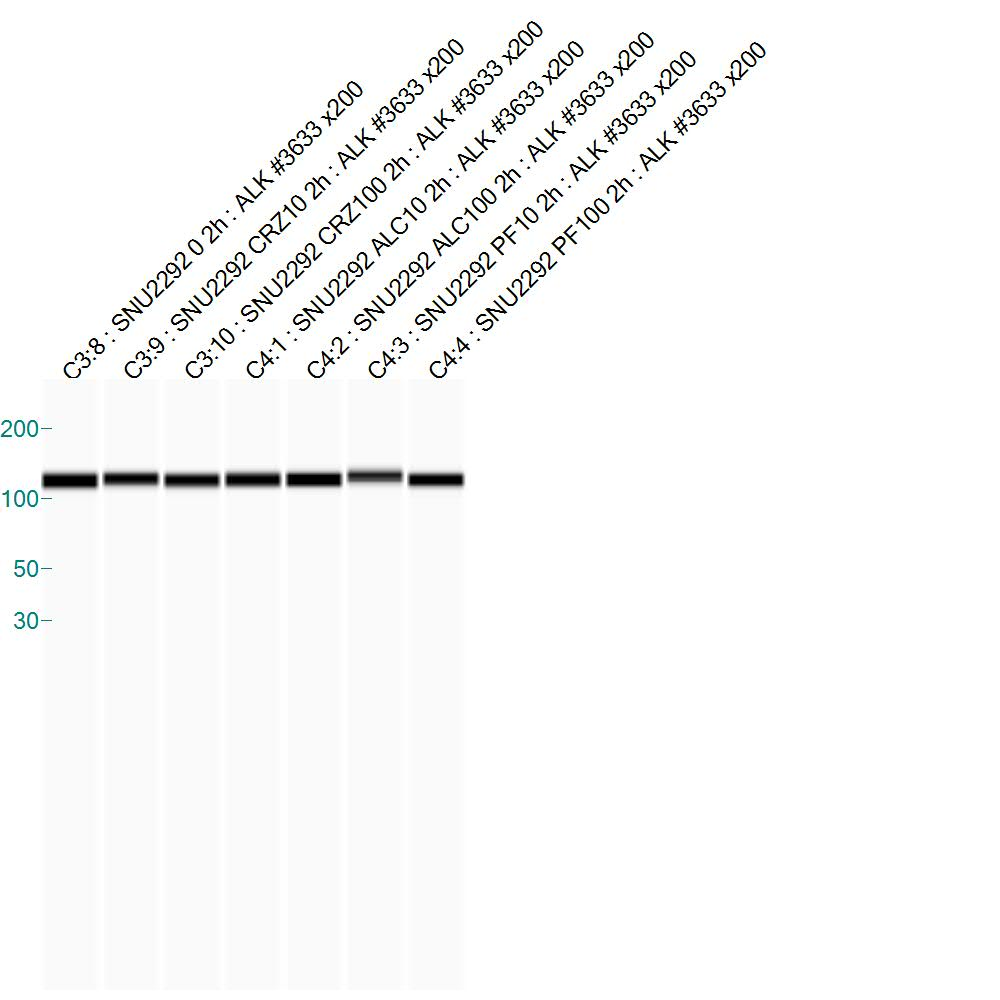 C3:8 : SNU2292 0 2h : ALK #3633 x200
C3:9 : SNU2292 CRZ10 2h : ALK #3633 x200
C3:10 : SNU2292 CRZ100 2h : ALK #3633 x200
C4:1 : SNU2292 ALC10 2h : ALK #3633 x200
C4:2 : SNU2292 ALC100 2h : ALK #3633 x200
C4:3 : SNU2292 PF10 2h : ALK #3633 x200
C4:4 : SNU2292 PF100 2h : ALK #3633 x200
200
100
50
30